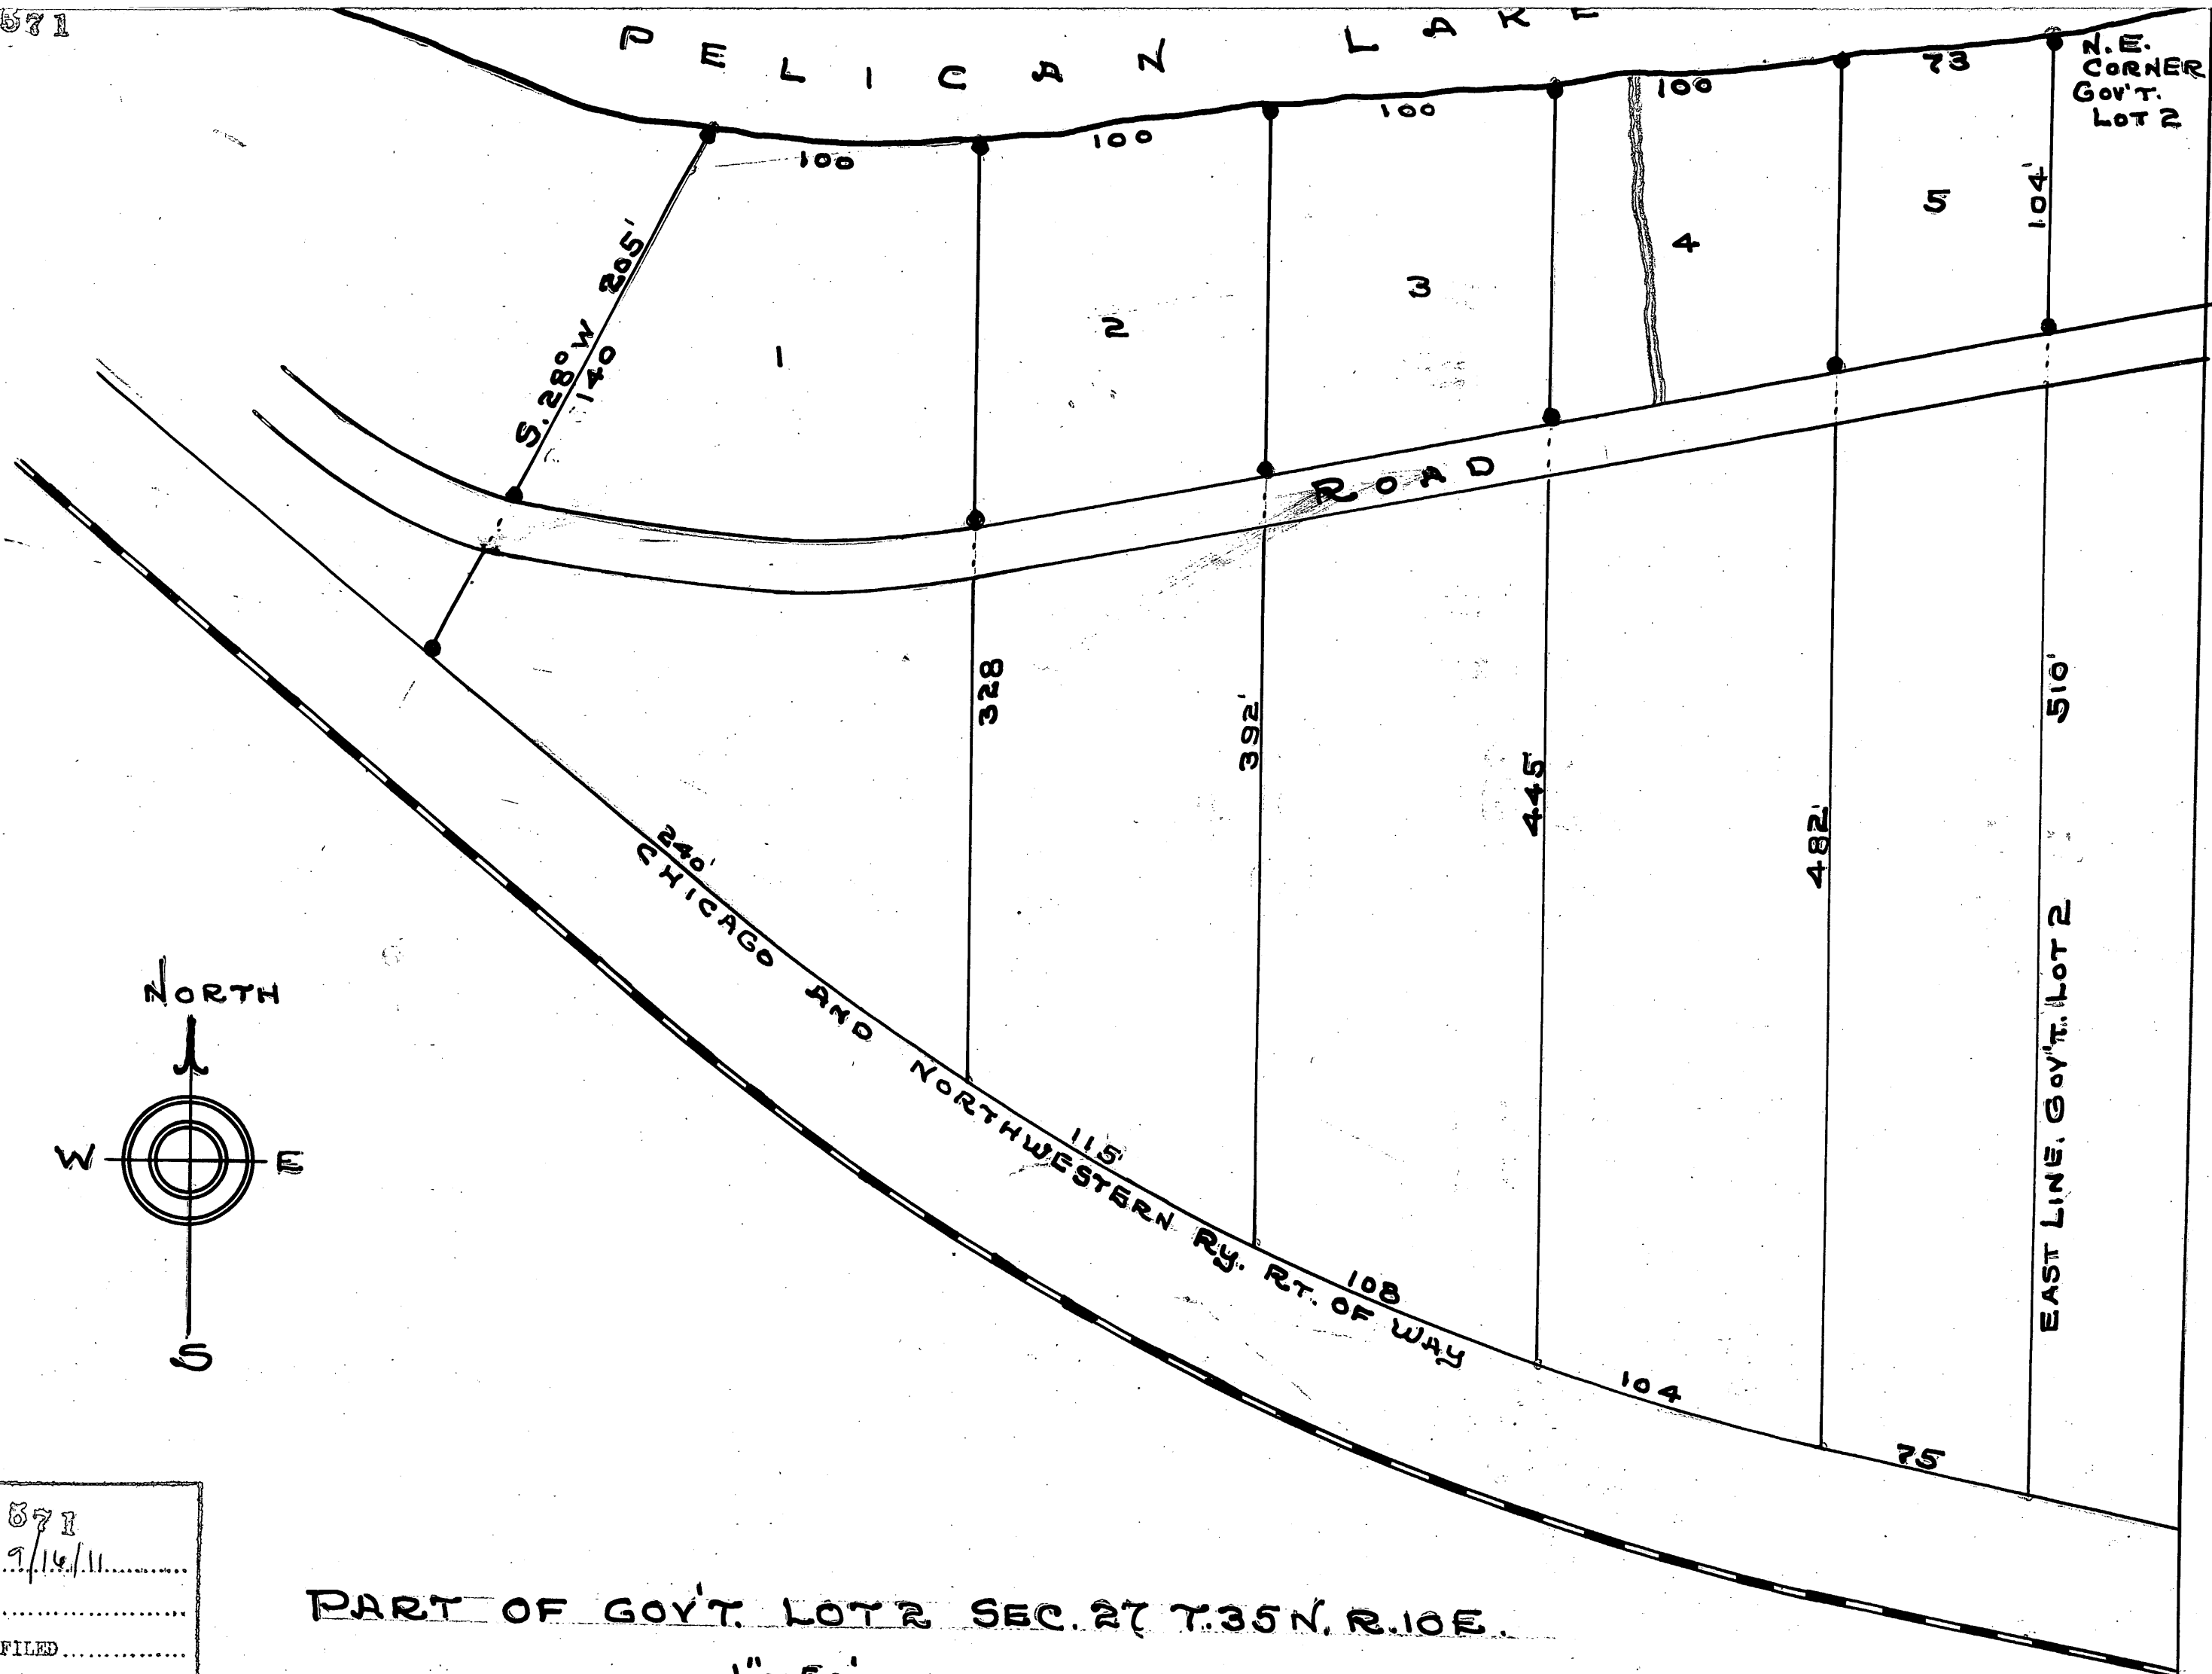 571
PELICAN LAKE
N.E.
CORNER
GOV'T.
LOT 2
100
100
100
100
73
104'
S. 28° W 205'
140
1
2
3
4
5
ROAD
328
392'
445'
482'
510'
EAST LINE. GOV'T. LOT 2
240'
CHICAGO AND NORTHWESTERN RY. RT. OF WAY
115'
108
104
75
NORTH
W E
S
571
9/16/11
FILED
PART OF GOV'T. LOT 2 SEC. 27 T.35 N. R.10 E.